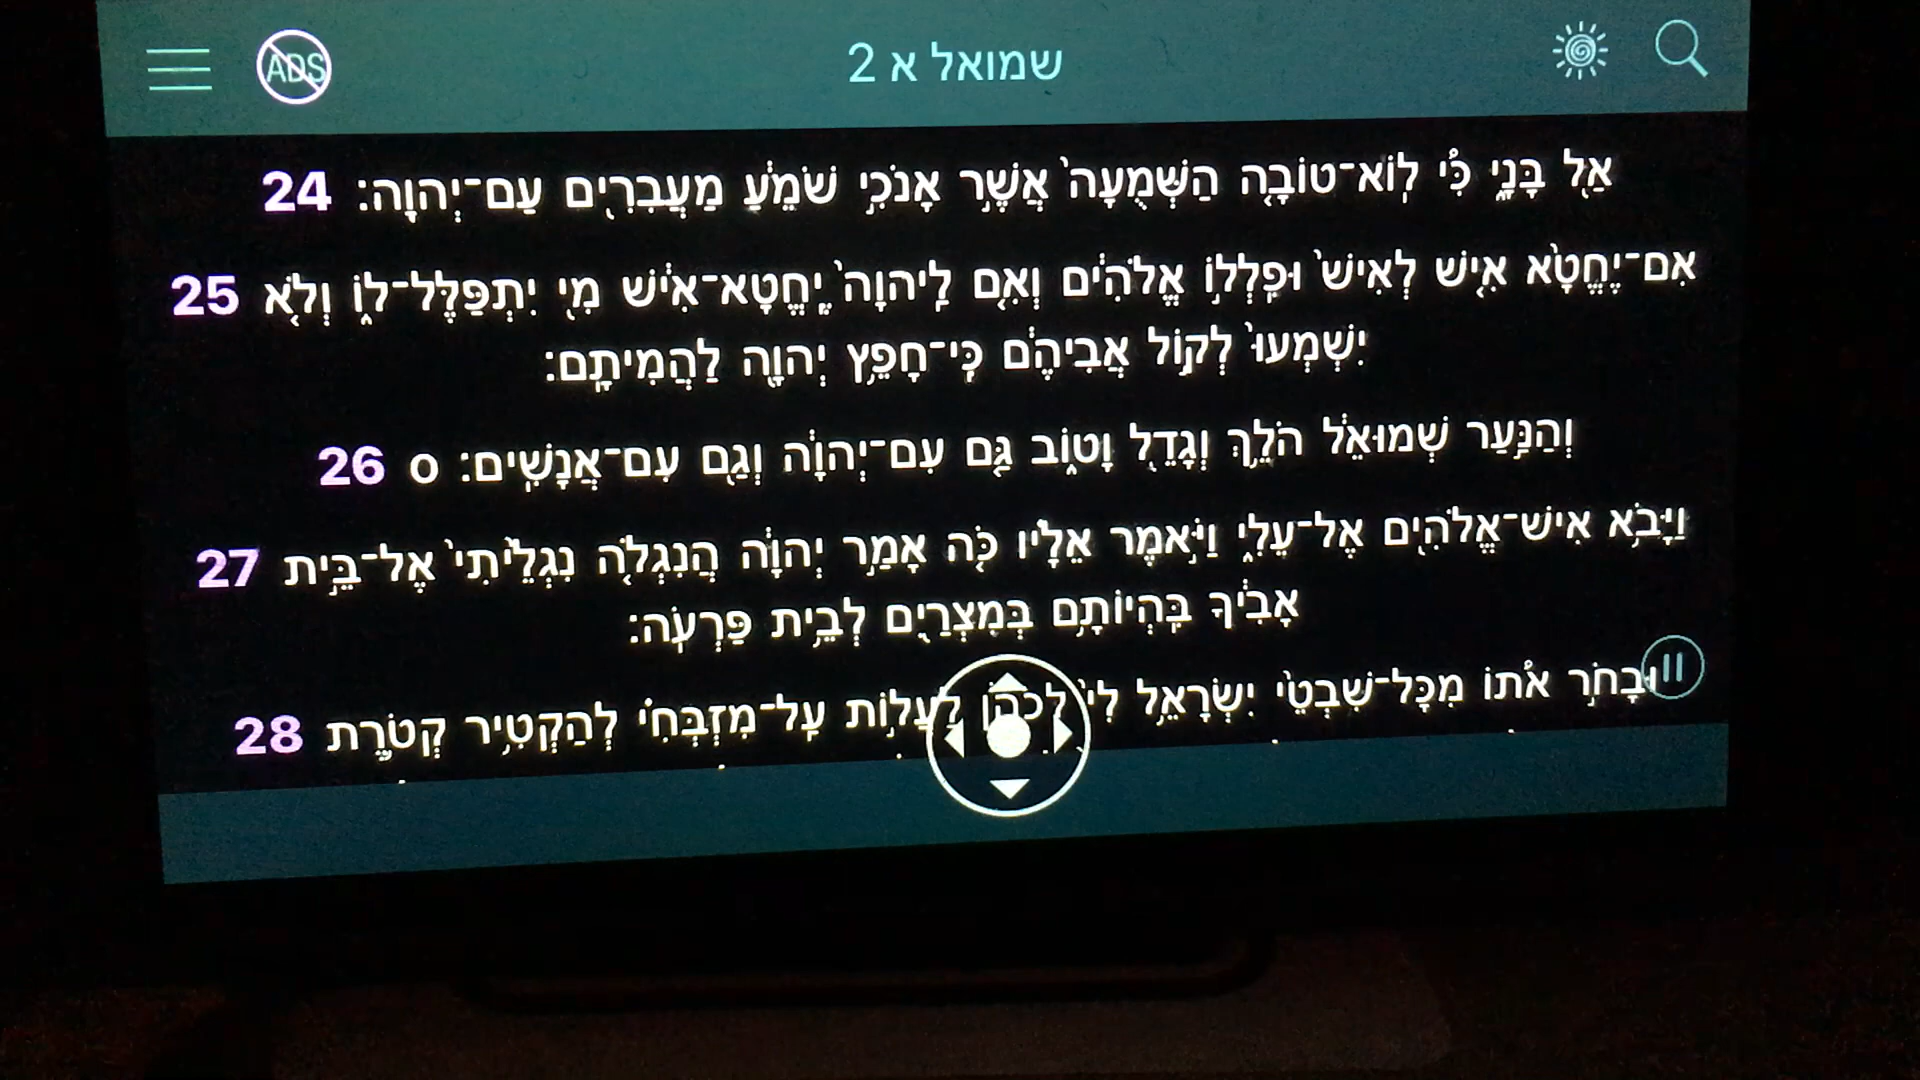 ADS
שמואל א 2
24 אַ֖ל בָּנָ֑י כִּ֠י לֽוֹא־טוֹבָ֤ה הַשְּׁמֻעָה֙ אֲשֶׁ֣ר אָנֹכִ֣י שֹׁמֵ֔עַ מַעֲבִרִ֖ים עַם־יְהוָֽה׃
25 אִם־יֶחֱטָ֨א אִ֤ישׁ לְאִישׁ֙ וּפִֽלְל֣וֹ אֱלֹהִ֔ים וְאִ֤ם לַֽיהוָה֙ יֶֽחֱטָא־אִ֔ישׁ מִ֖י יִתְפַּלֶּל־ל֑וֹ וְלֹ֤א
יִשְׁמְעוּ֙ לְק֣וֹל אֲבִיהֶ֔ם כִּֽי־חָפֵ֥ץ יְהוָ֖ה לַהֲמִיתָֽם׃
26 וְהַנַּ֣עַר שְׁמוּאֵ֔ל הֹלֵ֥ךְ וְגָדֵ֖ל וָט֑וֹב גַּ֚ם עִם־יְהוָ֔ה וְגַ֖ם עִם־אֲנָשִֽׁים׃ ס
27 וַיָּבֹ֥א אִישׁ־אֱלֹהִ֖ים אֶל־עֵלִ֑י וַיֹּ֣אמֶר אֵלָ֗יו כֹּ֚ה אָמַ֣ר יְהוָ֔ה הֲנִגְלֹ֤ה נִגְלֵ֙יתִי֙ אֶל־בֵּ֣ית
אָבִ֔יךָ בִּֽהְיוֹתָ֥ם בְּמִצְרַ֖יִם לְבֵ֥ית פַּרְעֹֽה׃
28 וּבָחֹ֣ר אֹ֠תוֹ מִכָּל־שִׁבְטֵ֨י יִשְׂרָאֵ֥ל לִי֙ לְכֹהֵ֔ן לַעֲל֣וֹת עַֽל־מִזְבְּחִ֗י לְהַקְטִ֥יר קְטֹ֛רֶת